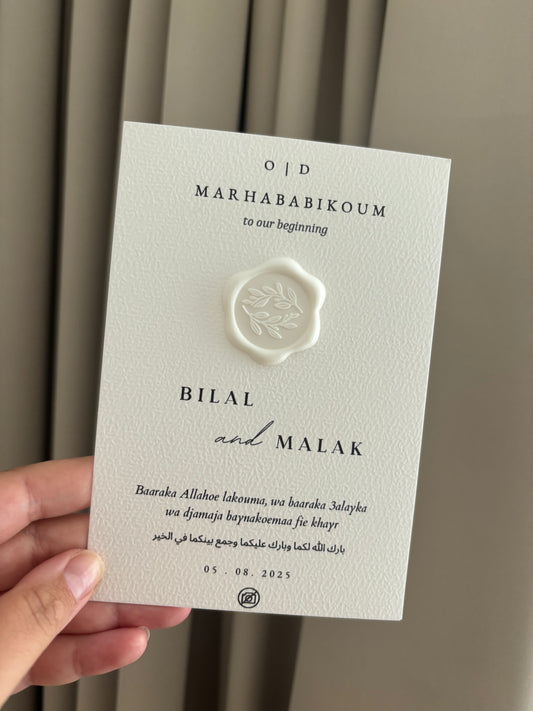 O | D
MARHABABIKOUM
to our beginning
BILAL
and MALAK
Baaraka Allahoe lakouma, wa baaraka 3alayka
wa djamaja baynakoemaa fie khayr
بارك الله لكما وبارك عليكما وجمع بينكما في الخير
05 . 08 . 2025